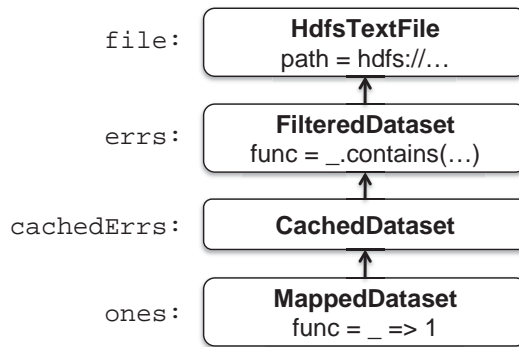 file:
HdfsTextFile
path = hdfs://…
errs:
FilteredDataset
func = _.contains(…)
cachedErrs:
CachedDataset
ones:
MappedDataset
func = _ => 1